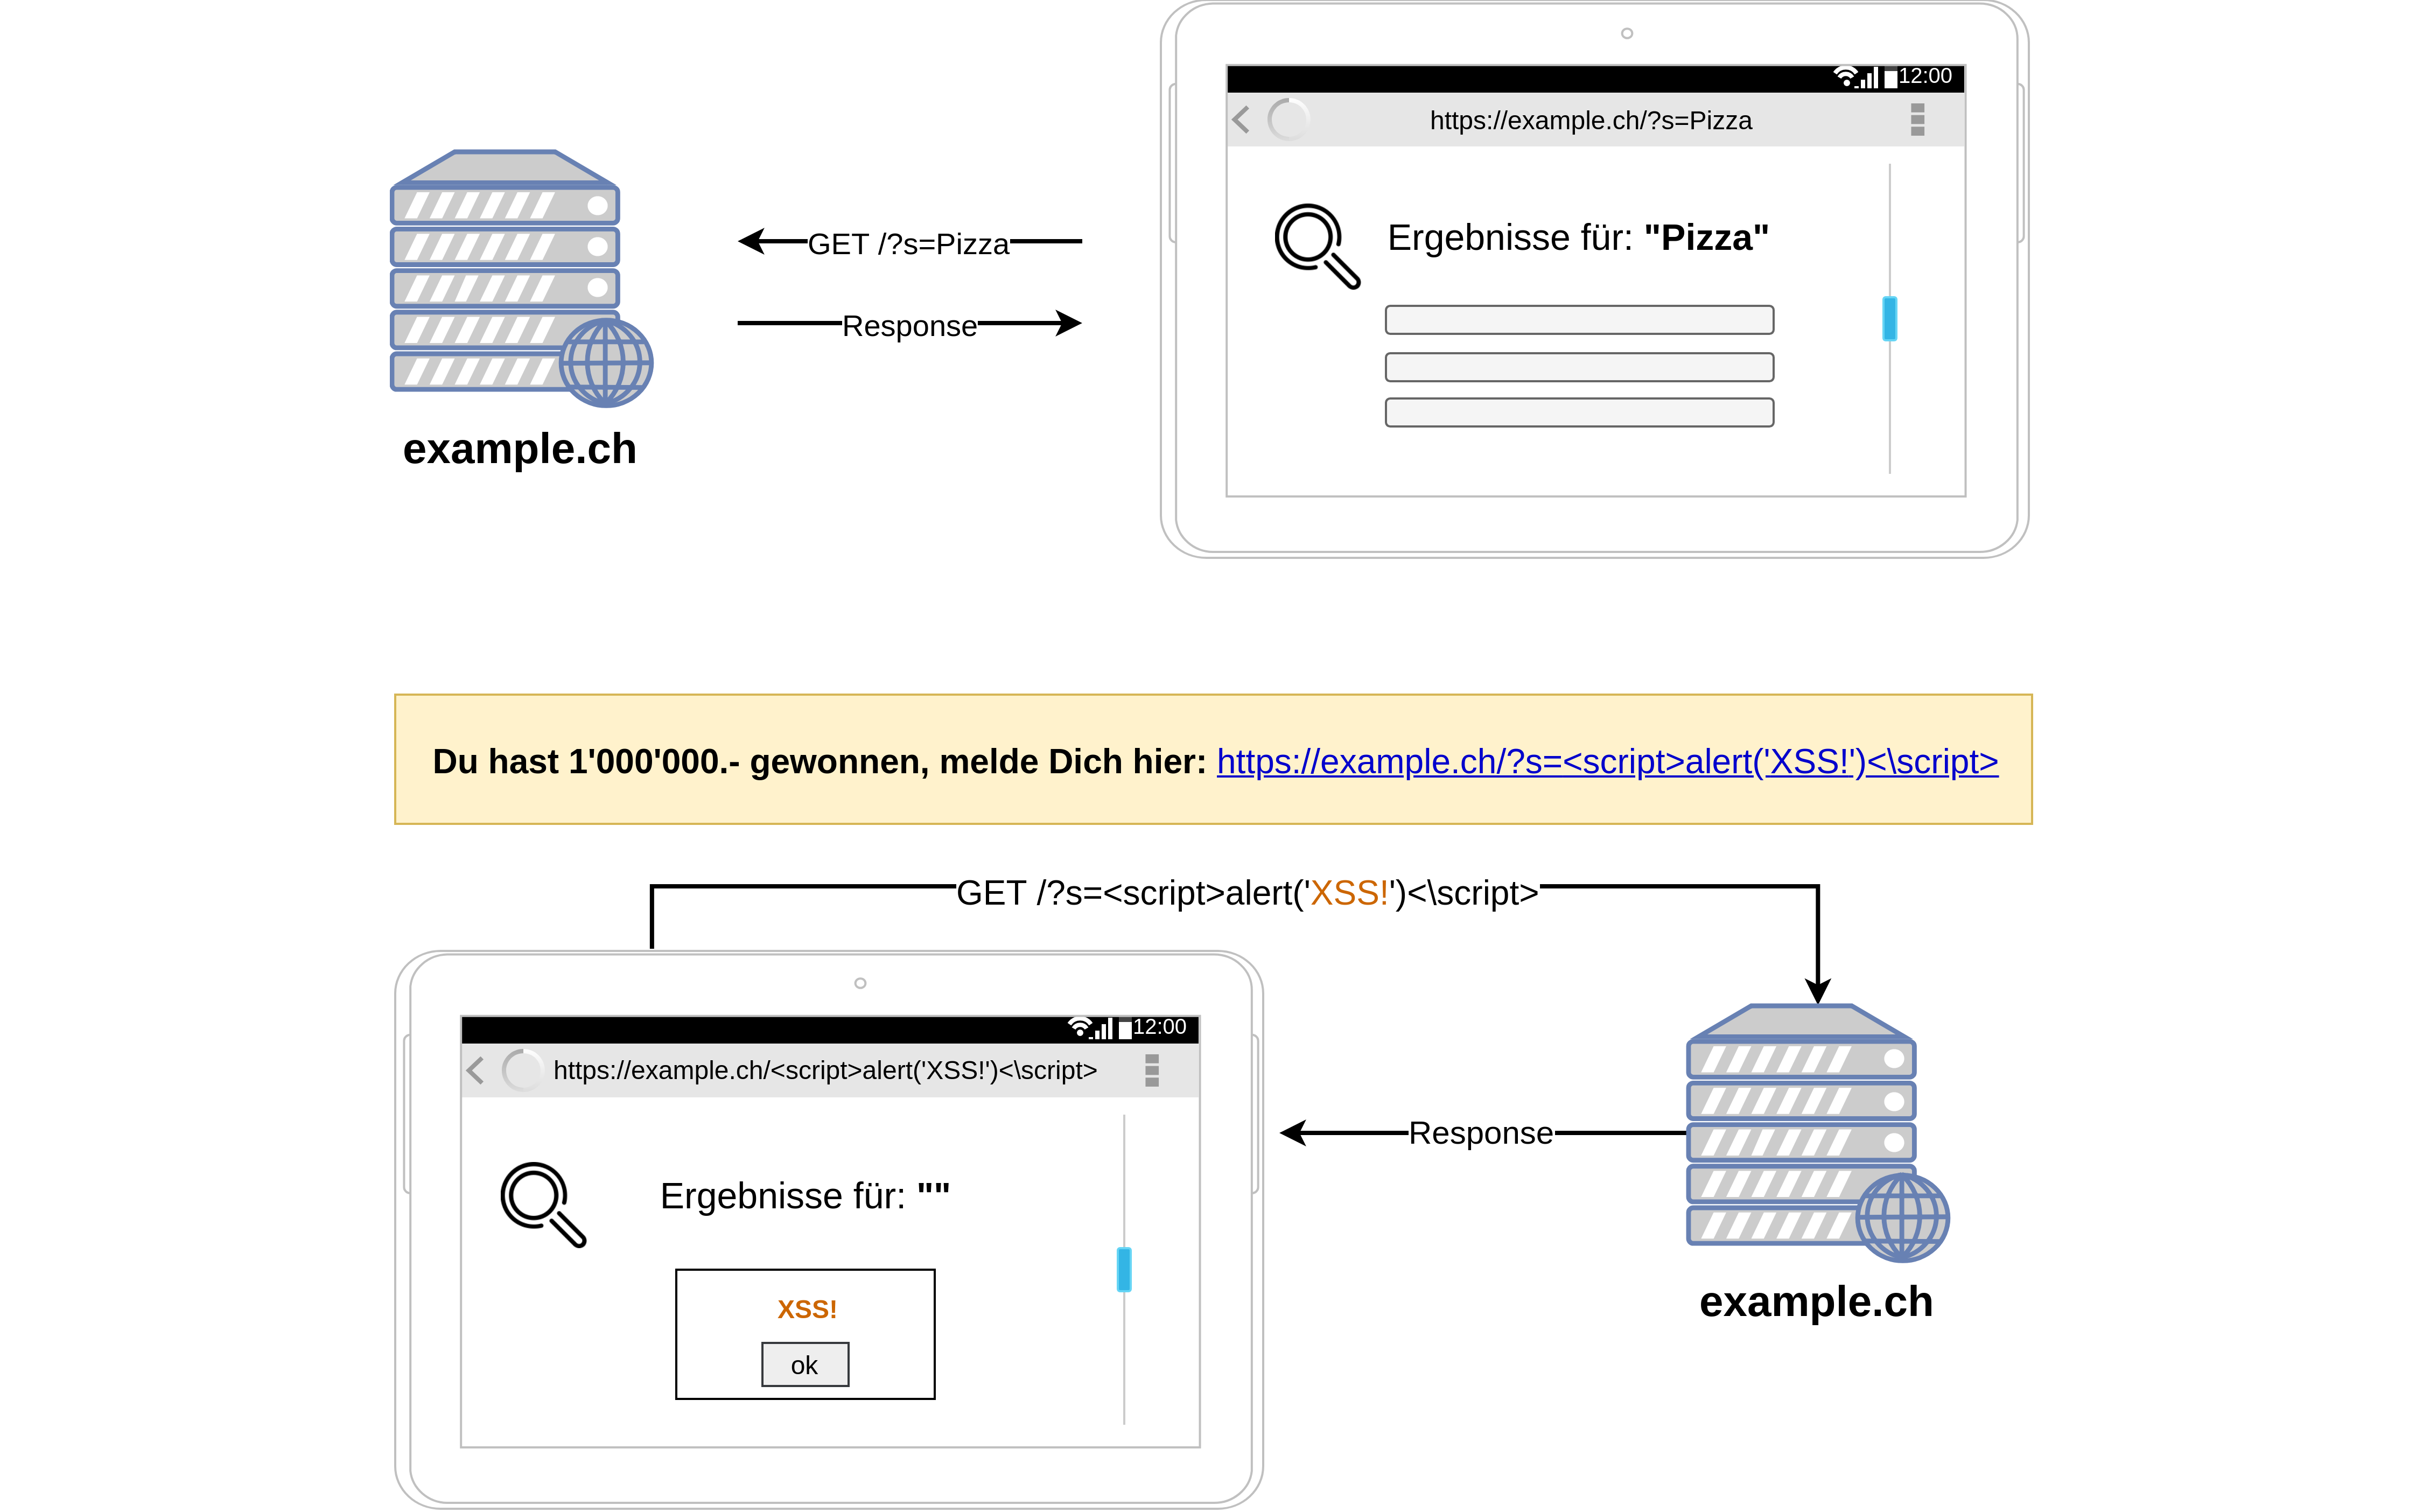 12:00
https://example.ch/?s=Pizza
GET /?s=Pizza
Ergebnisse für: "Pizza"
Response
example.ch
Du hast 1'000'000.- gewonnen, melde Dich hier: https://example.ch/?s=<script>alert('XSS!')<\script>
GET /?s=<script>alert('XSS!')<\script>
12:00
https://example.ch/<script>alert('XSS!')<\script>
Response
Ergebnisse für: ""
XSS!
ok
example.ch